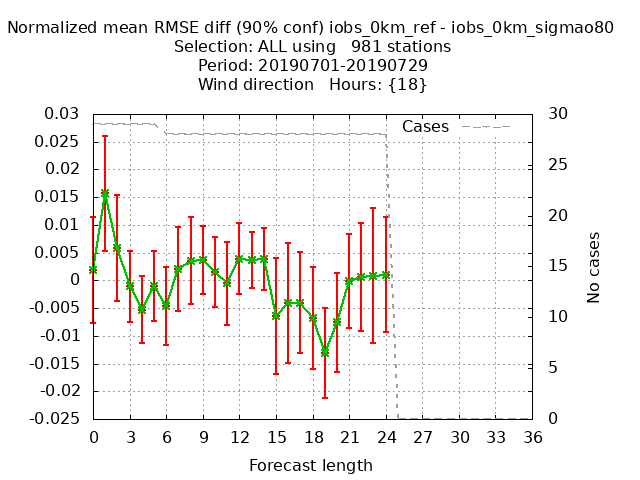 Normalized mean RMSE diff (90% conf) iobs_0km_ref - iobs_0km_sigmao80
Selection: ALL using 981 stations
Period: 20190701-20190729
Wind direction Hours: {18}
Cases
0.03
0.025
0.02
0.015
0.01
0.005
0
-0.005
-0.01
-0.015
-0.02
-0.025
30
25
20
15
10
5
0
No cases
0 3 6 9 12 15 18 21 24 27 30 33 36
Forecast length